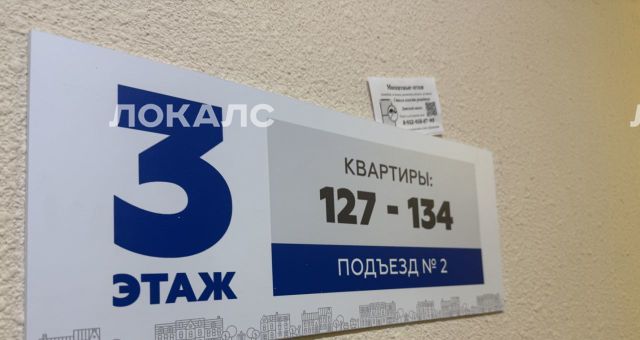 3
ЭТАЖ
ЛОКАЛС
КВАРТИРЫ:
127 - 134
ПОДЪЕЗД № 2